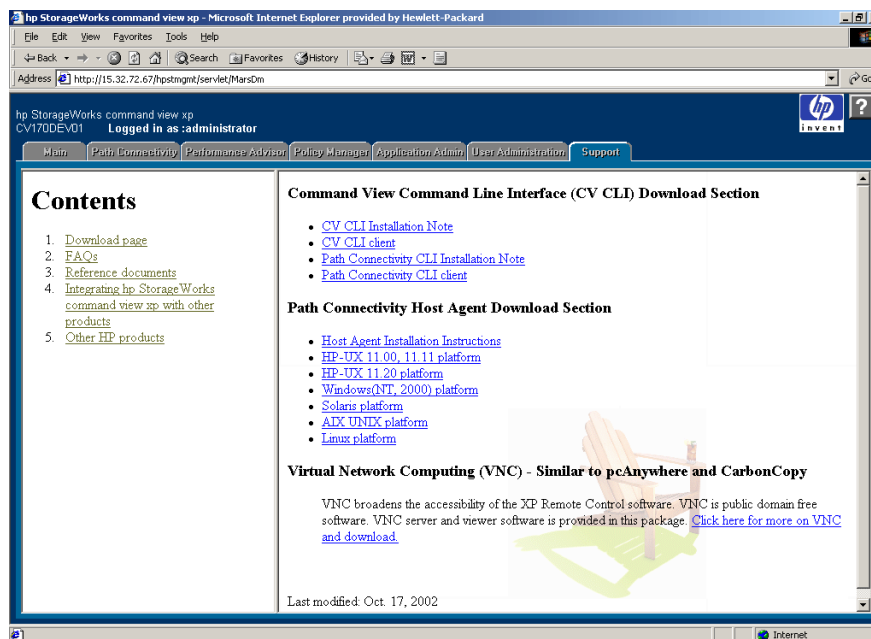 hp StorageWorks command view xp - Microsoft Internet Explorer provided by Hewlett-Packard
File Edit View Favorites Tools Help
Back Search Favorites History
Address http://15.32.72.67/hpstmgmt/servlet/MarsDm Go
hp StorageWorks command view xp
CV170DEV01 Logged in as :administrator
hp
invent
?
Main Path Connectivity Performance Advisor Policy Manager Application Admin User Administration Support
Contents
1. Download page
2. FAQs
3. Reference documents
4. Integrating hp StorageWorks
command view xp with other
products
5. Other HP products
Command View Command Line Interface (CV CLI) Download Section
• CV CLI Installation Note
• CV CLI client
• Path Connectivity CLI Installation Note
• Path Connectivity CLI client
Path Connectivity Host Agent Download Section
• Host Agent Installation Instructions
• HP-UX 11.00, 11.11 platform
• HP-UX 11.20 platform
• Windows(NT, 2000) platform
• Solaris platform
• AIX UNIX platform
• Linux platform
Virtual Network Computing (VNC) - Similar to pcAnywhere and CarbonCopy
VNC broadens the accessibility of the XP Remote Control software. VNC is public domain free
software. VNC server and viewer software is provided in this package. Click here for more on VNC
and download.
Last modified: Oct. 17, 2002
Internet